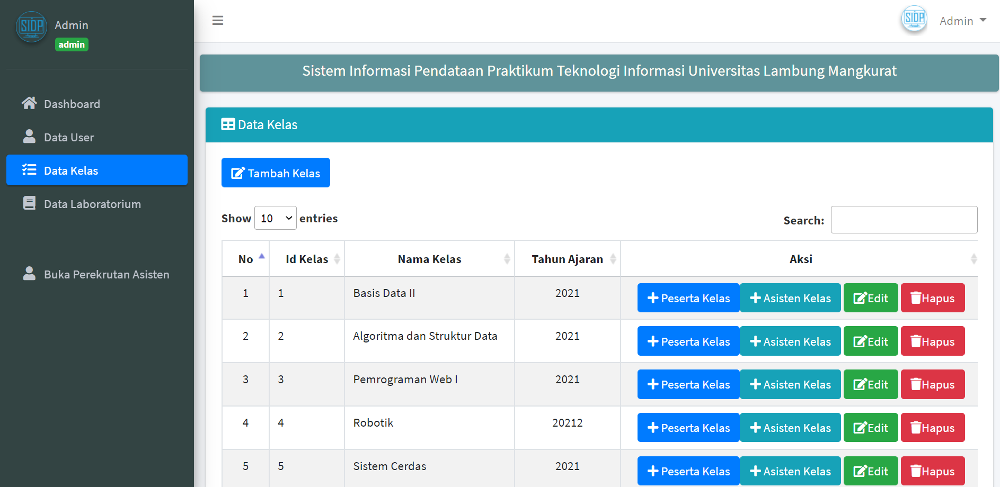 SIDP
Admin
admin
Dashboard
Data User
Data Kelas
Data Laboratorium
Buka Perekrutan Asisten
SIDP
Admin
Sistem Informasi Pendataan Praktikum Teknologi Informasi Universitas Lambung Mangkurat
Data Kelas
Tambah Kelas
Show 10 entries
Search:
No Id Kelas Nama Kelas Tahun Ajaran Aksi
1 1 Basis Data II 2021 Peserta Kelas Asisten Kelas Edit Hapus
2 2 Algoritma dan Struktur Data 2021 Peserta Kelas Asisten Kelas Edit Hapus
3 3 Pemrograman Web I 2021 Peserta Kelas Asisten Kelas Edit Hapus
4 4 Robotik 20212 Peserta Kelas Asisten Kelas Edit Hapus
5 5 Sistem Cerdas 2021 Peserta Kelas Asisten Kelas Edit Hapus